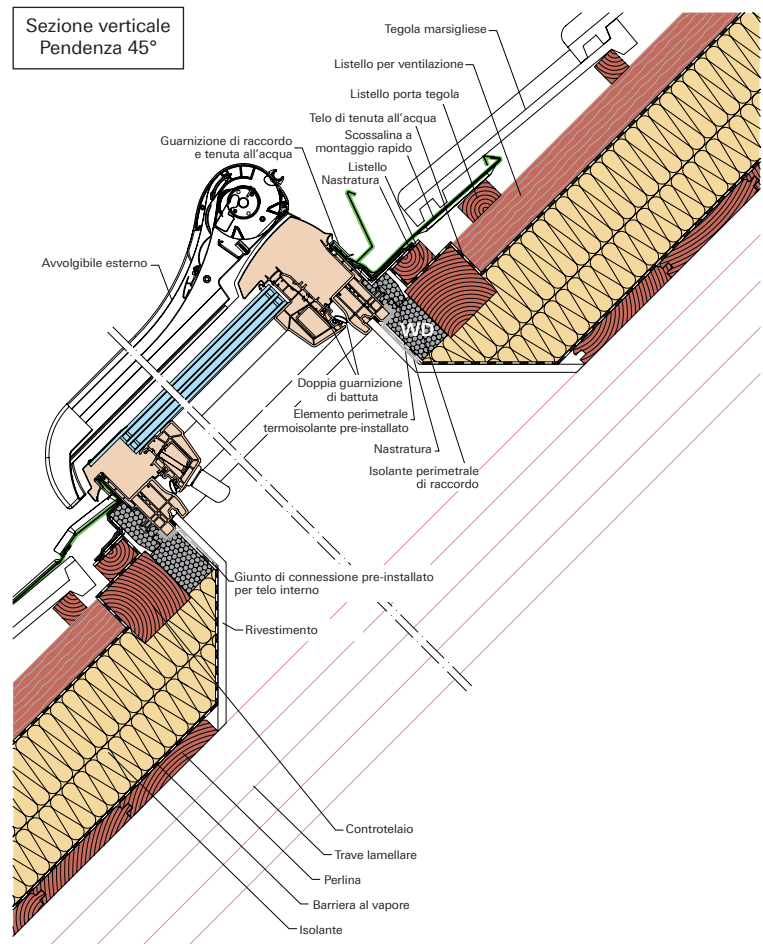 Sezione verticale
Pendenza 45°
Tegola marsigliese
Listello per ventilazione
Listello porta tegola
Telo di tenuta all'acqua
Scossalina a
montaggio rapido
Listello
Nastratura
Guarnizione di raccordo
e tenuta all'acqua
Avvolgibile esterno
WD
Doppia guarnizione
di battuta
Elemento perimetrale
termoisolante pre-installato
Nastratura
Isolante perimetrale
di raccordo
Giunto di connessione pre-installato
per telo interno
Rivestimento
Controtelaio
Trave lamellare
Perlina
Barriera al vapore
Isolante